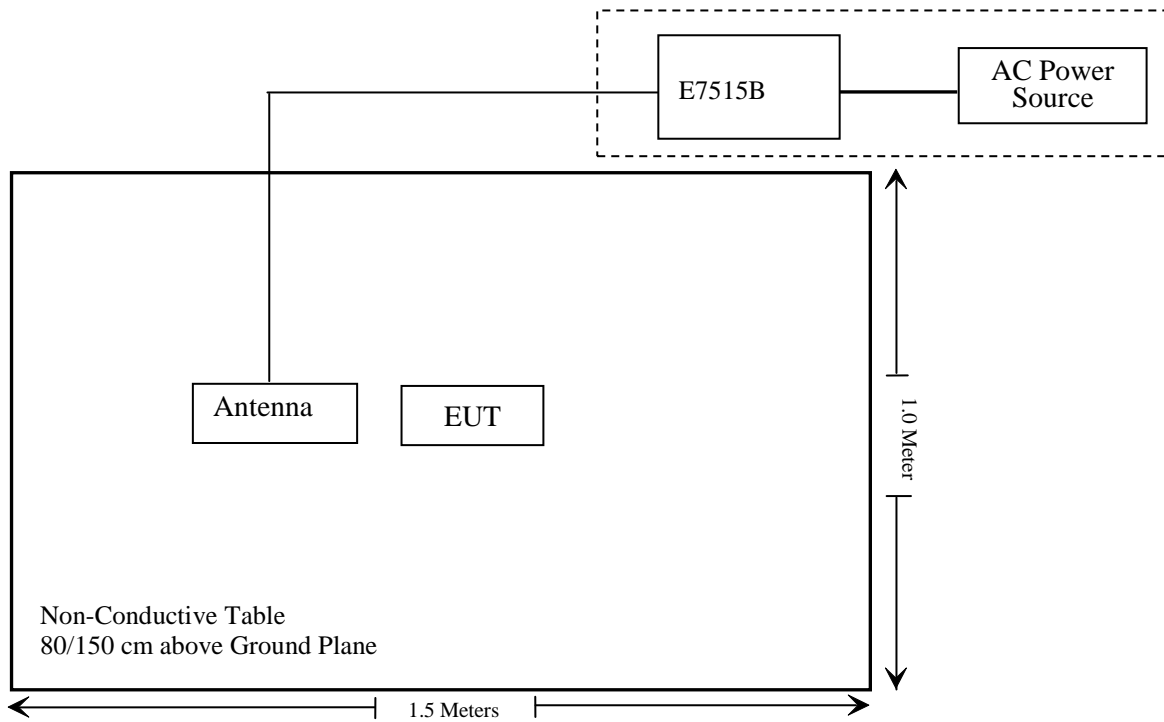 E7515B
AC Power
Source
Antenna
EUT
1.0 Meter
Non-Conductive Table
80/150 cm above Ground Plane
1.5 Meters